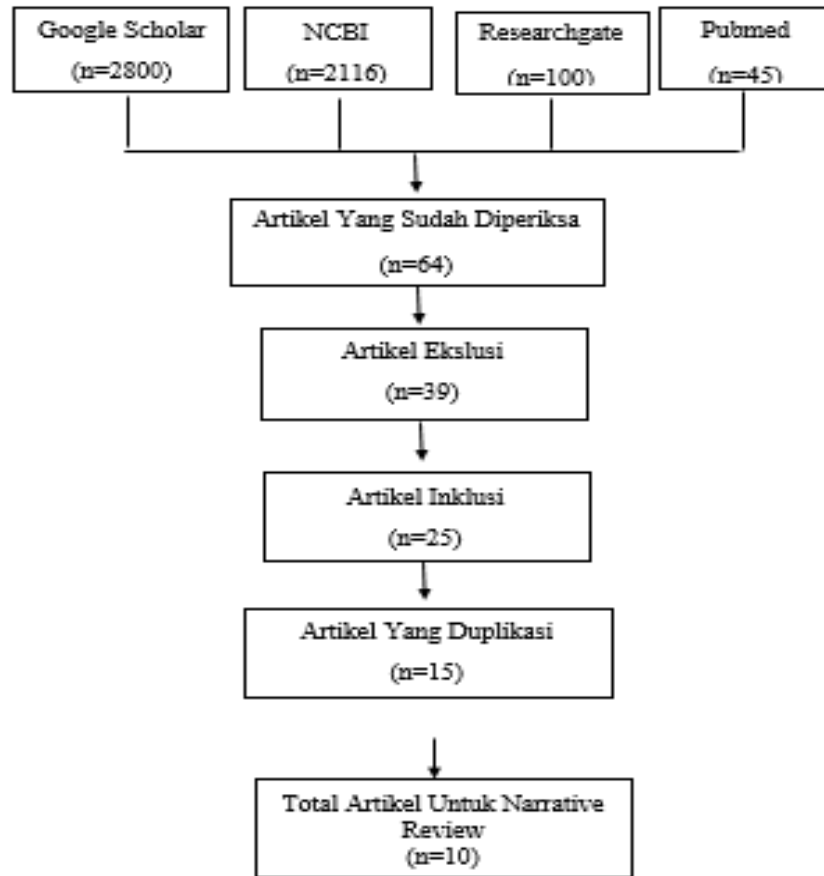 Google Scholar
(n=2800)
NCBI
(n=2116)
Researchgate
(n=100)
Pubmed
(n=45)
Artikel Yang Sudah Diperiksa
(n=64)
Artikel Ekslusi
(n=39)
Artikel Inklusi
(n=25)
Artikel Yang Duplikasi
(n=15)
Total Artikel Untuk Narrative
Review
(n=10)